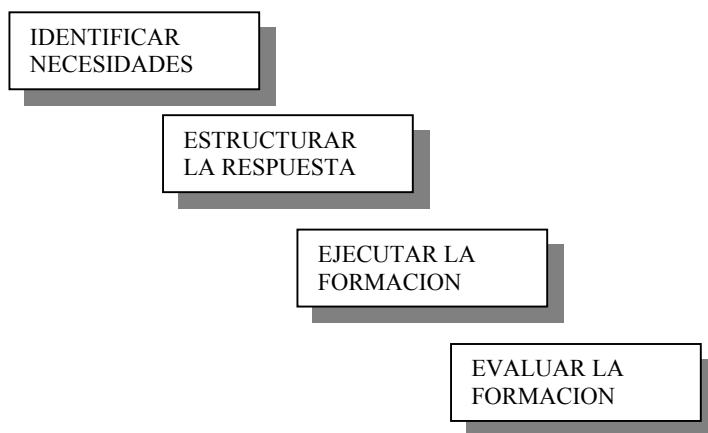 IDENTIFICAR
NECESIDADES
ESTRUCTURAR
LA RESPUESTA
EJECUTAR LA
FORMACION
EVALUAR LA
FORMACION